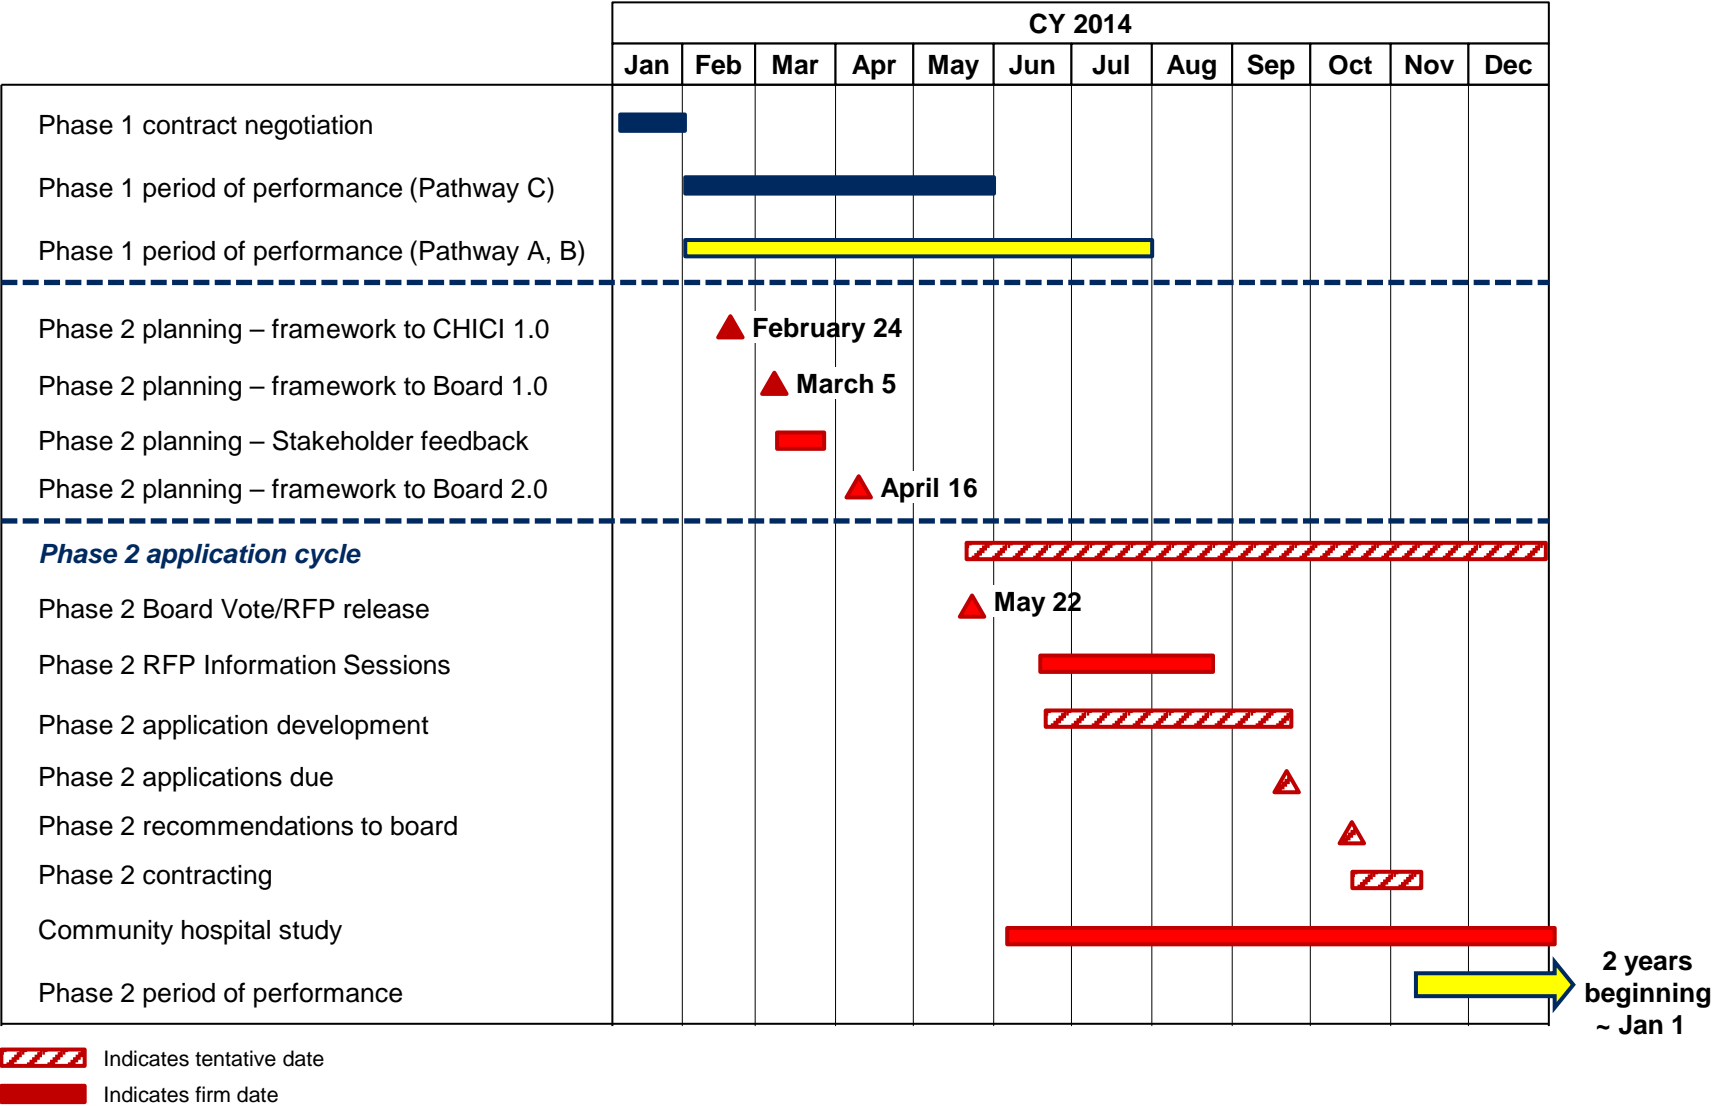 CY 2014
Jan Feb Mar Apr May Jun Jul Aug Sep Oct Nov Dec
Phase 1 contract negotiation
Phase 1 period of performance (Pathway C)
Phase 1 period of performance (Pathway A, B)
Phase 2 planning – framework to CHICI 1.0
February 24
Phase 2 planning – framework to Board 1.0
March 5
Phase 2 planning – Stakeholder feedback
Phase 2 planning – framework to Board 2.0
April 16
Phase 2 application cycle
Phase 2 Board Vote/RFP release
May 22
Phase 2 RFP Information Sessions
Phase 2 application development
Phase 2 applications due
Phase 2 recommendations to board
Phase 2 contracting
Community hospital study
Phase 2 period of performance
2 years
beginning
~ Jan 1
Indicates tentative date
Indicates firm date